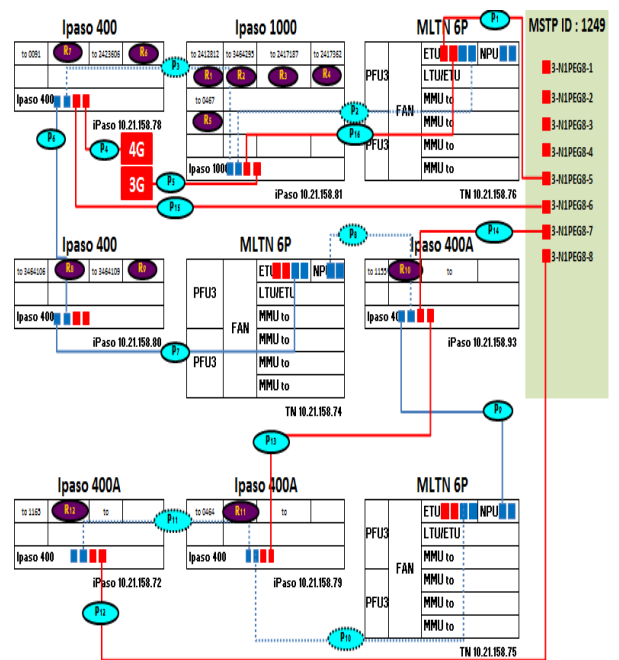 Ipaso 400
Ipaso 1000
MLTN 6P
P1
MSTP ID : 1249
R7
R6
to 0091
to 2423606
to 2412812
to 3464295
to 2417187
to 2417362
ETU
NPU
PFU3
LTU/ETU
P3
R1
R2
R3
R4
3-N1PEG8-1
FAN
MMU to
3-N1PEG8-2
Ipaso 400
to 0467
P2
MMU to
iPaso 10.21.158.78
R5
P16
3-N1PEG8-3
P6
P4
4G
PFU3
MMU to
3-N1PEG8-4
Ipaso 1000
MMU to
3G
P5
3-N1PEG8-5
iPaso 10.21.158.81
TN 10.21.158.76
P15
3-N1PEG8-6
P8
P14
3-N1PEG8-7
Ipaso 400
MLTN 6P
Ipaso 400A
3-N1PEG8-8
to 3464106
R8
to 3464109
R9
ETU
NPU
to 1155
R10
to
PFU3
LTU/ETU
FAN
MMU to
Ipaso 400
MMU to
Ipaso 40
iPaso 10.21.158.80
iPaso 10.21.158.93
P7
PFU3
MMU to
MMU to
TN 10.21.158.74
P9
P13
Ipaso 400A
Ipaso 400A
MLTN 6P
to 1163
R12
to
to 0464
R11
to
ETU
NPU
P11
PFU3
LTU/ETU
Ipaso 400
Ipaso 400
FAN
MMU to
iPaso 10.21.158.72
iPaso 10.21.158.79
MMU to
P12
PFU3
MMU to
P10
MMU to
TN 10.21.158.75